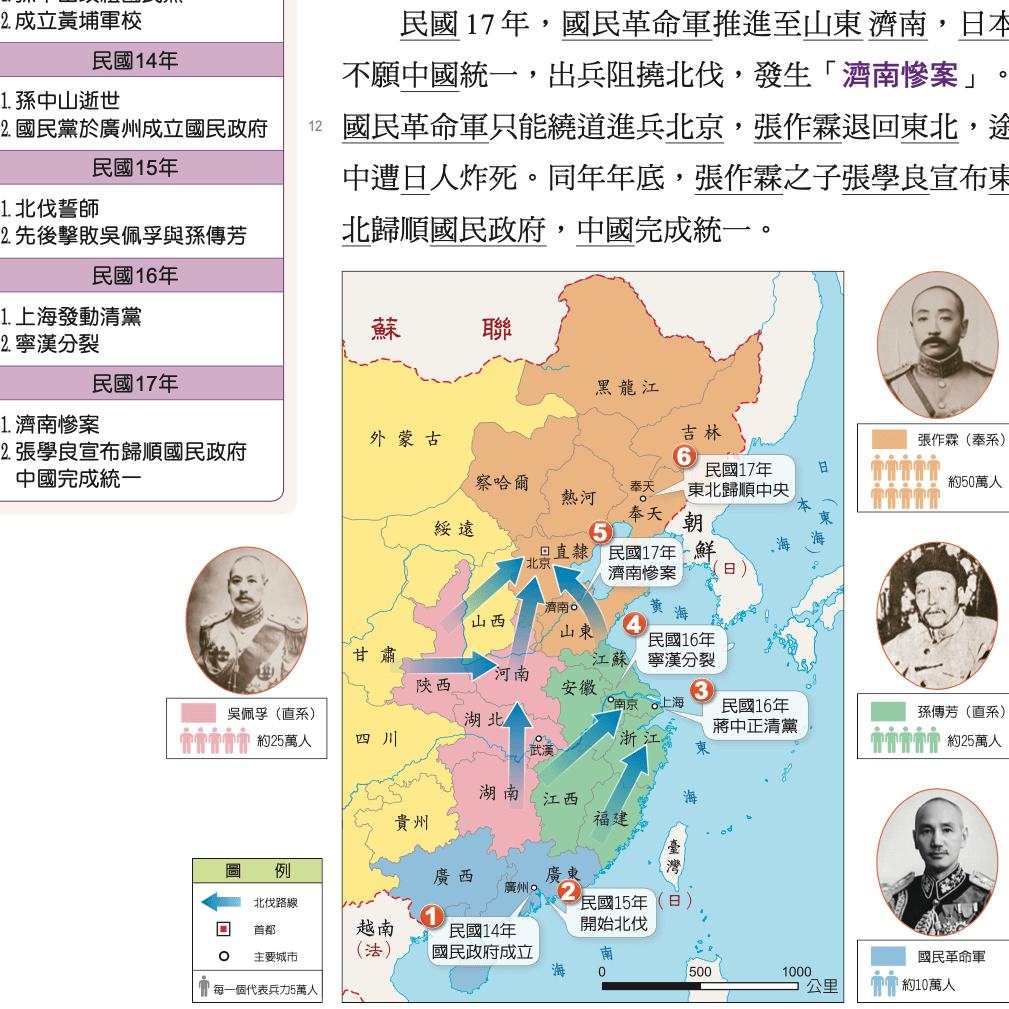 2. 成立黃埔軍校
民國14年
1. 孫中山逝世
2. 國民黨於廣州成立國民政府
民國15年
1. 北伐誓師
2. 先後擊敗吳佩孚與孫傳芳
民國16年
1. 上海發動清黨
2. 寧漢分裂
民國17年
1. 濟南慘案
2. 張學良宣布歸順國民政府
中國完成統一
民國17年，國民革命軍推進至山東濟南，日本
不願中國統一，出兵阻撓北伐，發生「濟南慘案」。
12
國民革命軍只能繞道進兵北京，張作霖退回東北，途
中遭日人炸死。同年年底，張作霖之子張學良宣布東
北歸順國民政府，中國完成統一。
蘇聯
黑龍江
外蒙古
吉林
察哈爾
熱河
6
民國17年
東北歸順中央
奉天
奉天
綏遠
朝鮮
（日）
日本海（東海）
5
民國17年
濟南慘案
直隸
北京
濟南
山東
山西
黃海
4
民國16年
寧漢分裂
甘肅
陝西
河南
江蘇
安徽
南京
上海
3
民國16年
蔣中正清黨
湖北
武漢
四川
浙江
東海
湖南
江西
福建
貴州
臺灣
（日）
廣西
廣東
廣州
2
民國15年
開始北伐
1
民國14年
國民政府成立
越南
（法）
南海
0 500 1000
公里
吳佩孚（直系）
約25萬人
張作霖（奉系）
約50萬人
孫傳芳（直系）
約25萬人
國民革命軍
約10萬人
圖例
北伐路線
首都
主要城市
每一個代表兵力5萬人